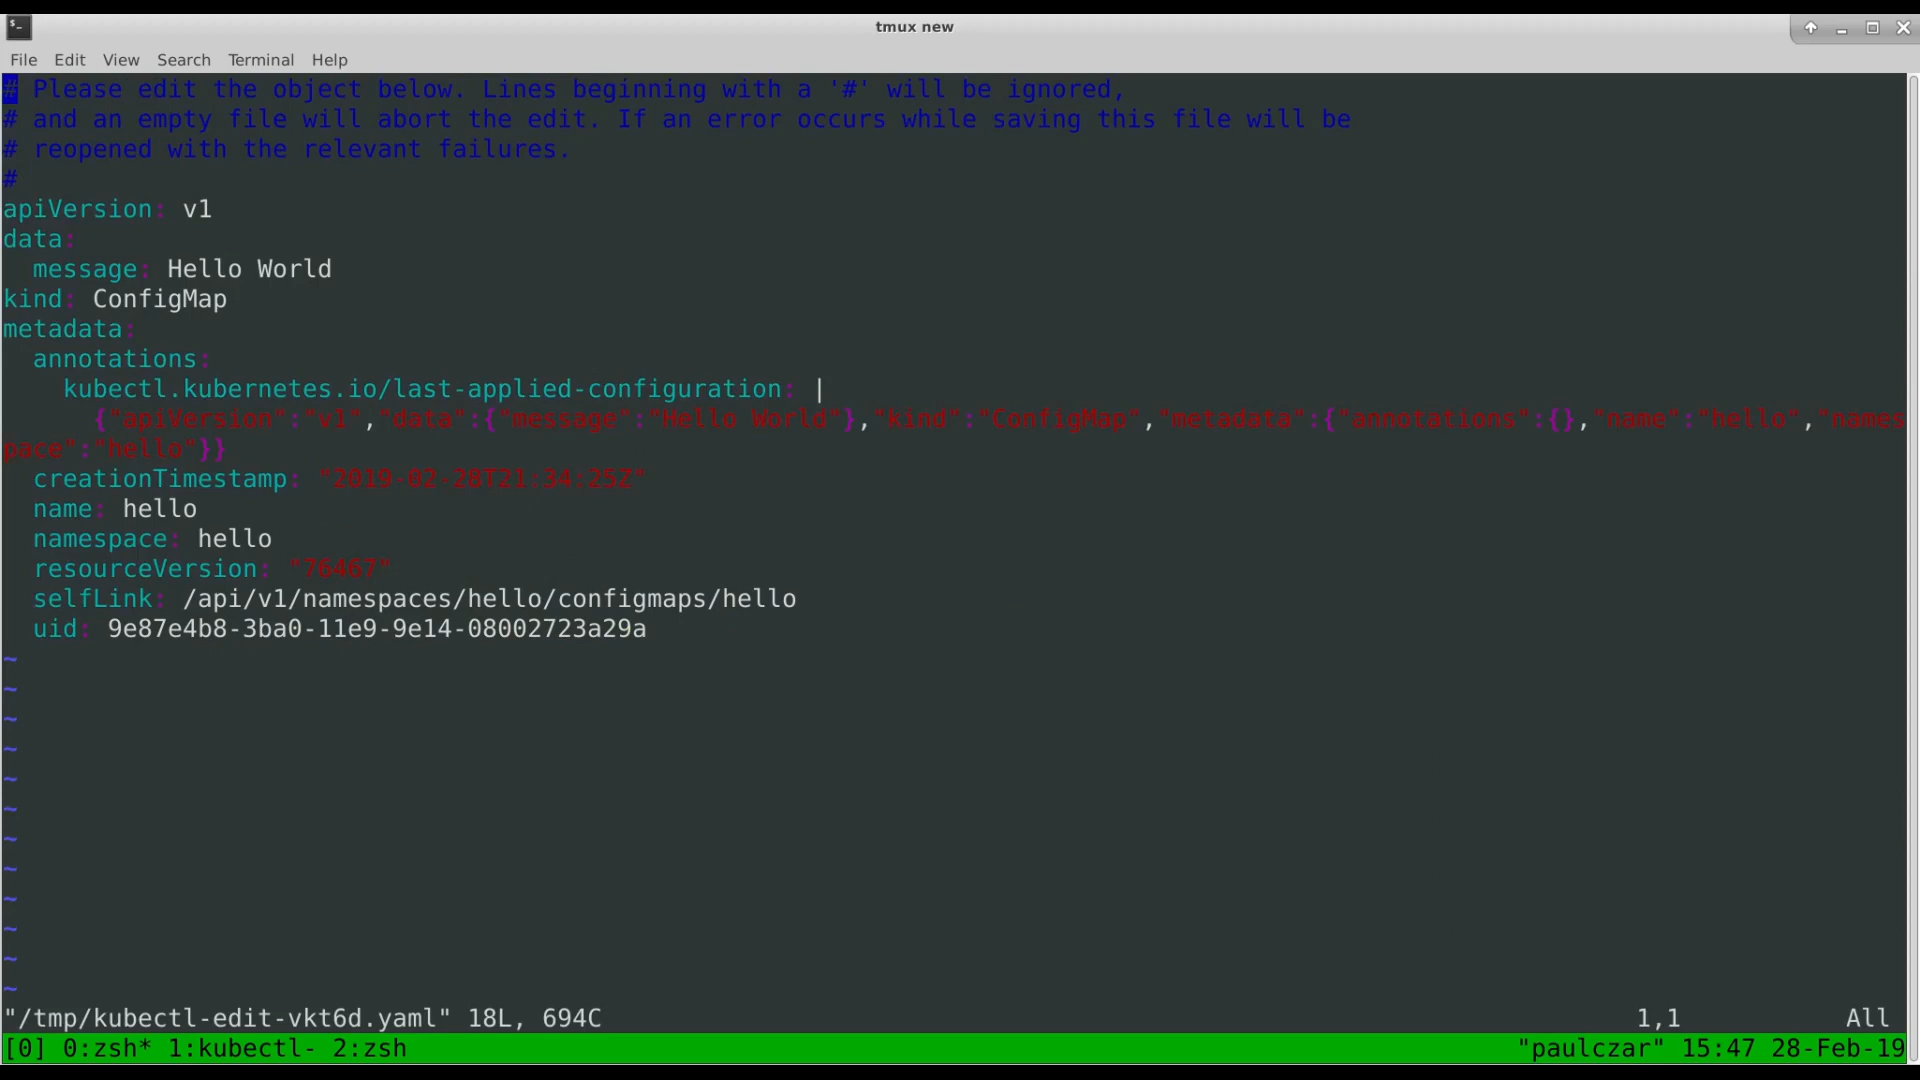 tmux new
File Edit View Search Terminal Help
# Please edit the object below. Lines beginning with a '#' will be ignored,
# and an empty file will abort the edit. If an error occurs while saving this file will be
# reopened with the relevant failures.
#
apiVersion: v1
data:
  message: Hello World
kind: ConfigMap
metadata:
  annotations:
    kubectl.kubernetes.io/last-applied-configuration: |
      {"apiVersion":"v1","data":{"message":"Hello World"},"kind":"ConfigMap","metadata":{"annotations":{},"name":"hello","names
pace":"hello"}}
  creationTimestamp: "2019-02-28T21:34:25Z"
  name: hello
  namespace: hello
  resourceVersion: "76467"
  selfLink: /api/v1/namespaces/hello/configmaps/hello
  uid: 9e87e4b8-3ba0-11e9-9e14-08002723a29a
~
~
~
~
~
~
~
~
~
~
~
~
"/tmp/kubectl-edit-vkt6d.yaml" 18L, 694C 1,1 All
[0] 0:zsh* 1:kubectl- 2:zsh "paulczar" 15:47 28-Feb-19